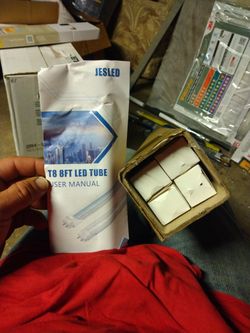 JESLED
T8 8FT LED TUBE
USER MANUAL